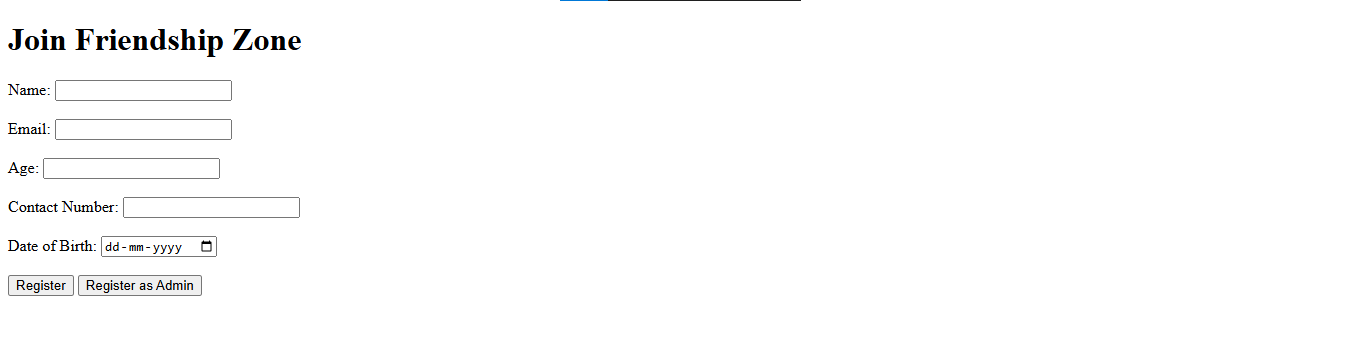 Join Friendship Zone
Name:
Email:
Age:
Contact Number:
Date of Birth: dd-mm-yyyy
Register Register as Admin